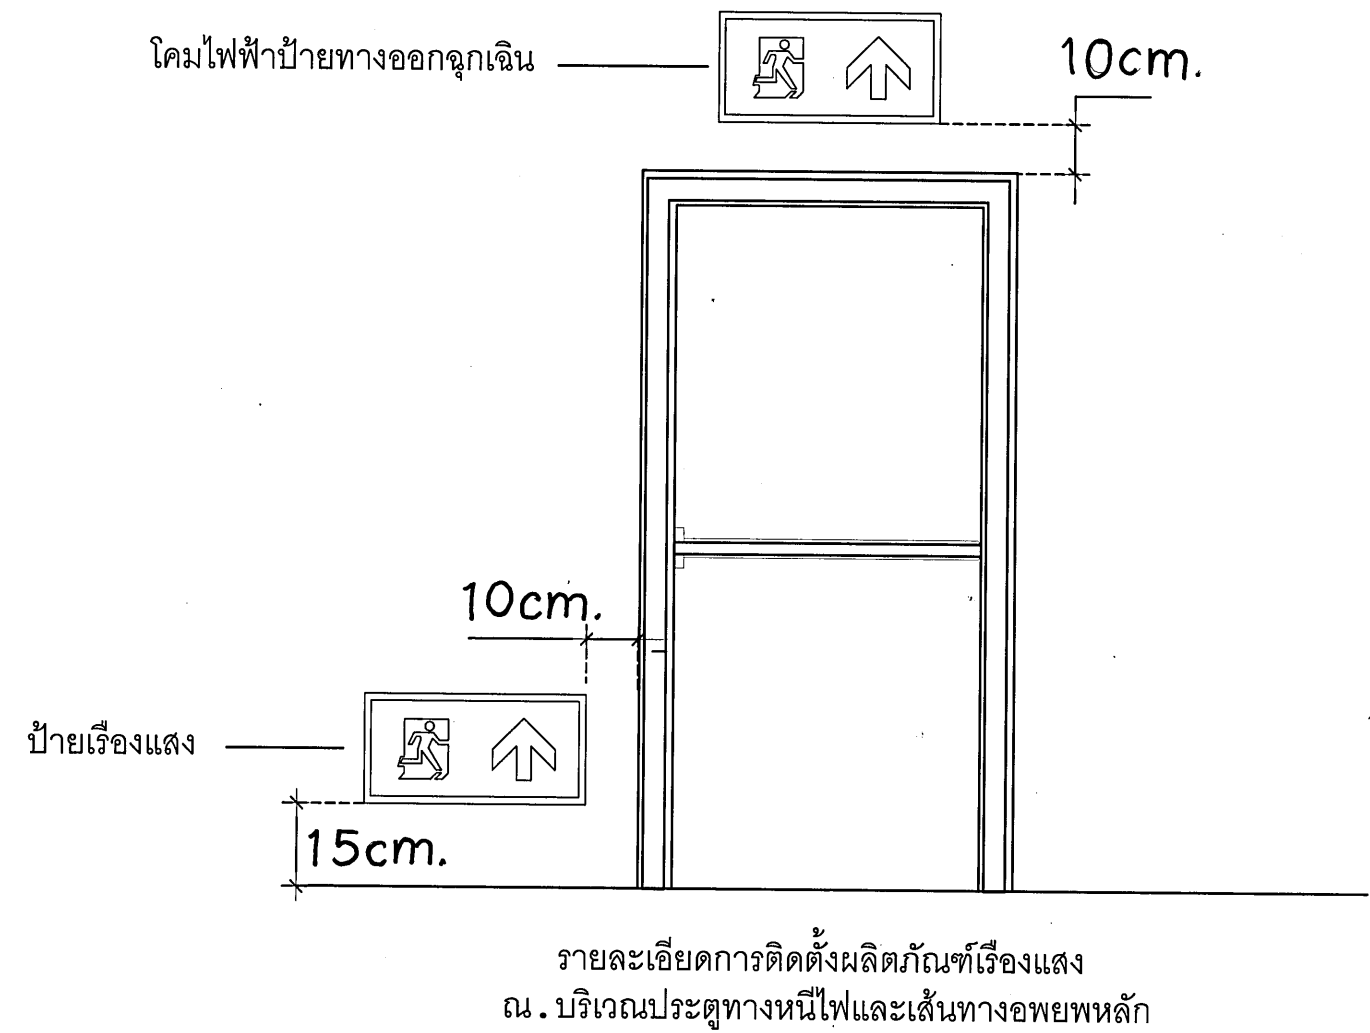 โคมไฟฟ้าป้ายทางออกฉุกเฉิน
10cm.
10cm.
ป้ายเรืองแสง
15cm.
รายละเอียดการติดตั้งผลิตภัณฑ์เรืองแสง
ณ. บริเวณประตูทางหนีไฟและเส้นทางอพยพหลัก